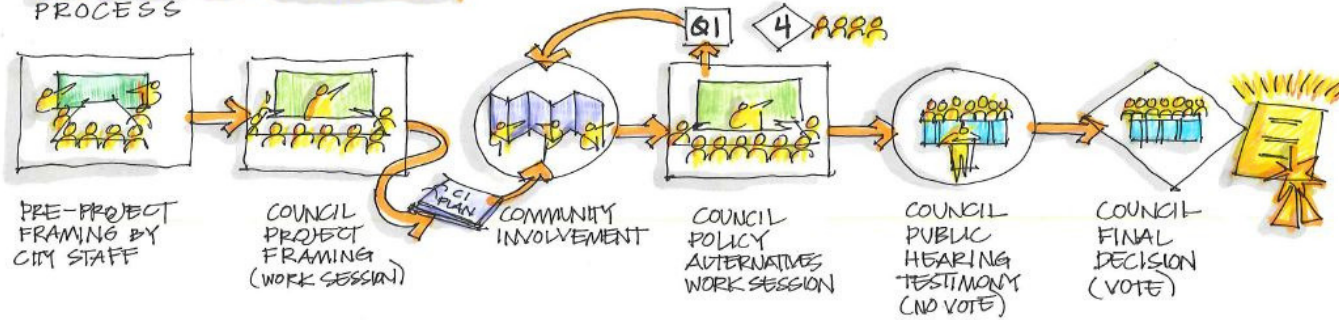 PROCESS
Q1
4
CI
PLAN
PRE-PROJECT
FRAMING BY
CITY STAFF
COUNCIL
PROJECT
FRAMING
(WORK SESSION)
COMMUNITY
INVOLVEMENT
COUNCIL
POLICY
ALTERNATIVES
WORK SESSION
COUNCIL
PUBLIC
HEARING
TESTIMONY
(NO VOTE)
COUNCIL
FINAL
DECISION
(VOTE)